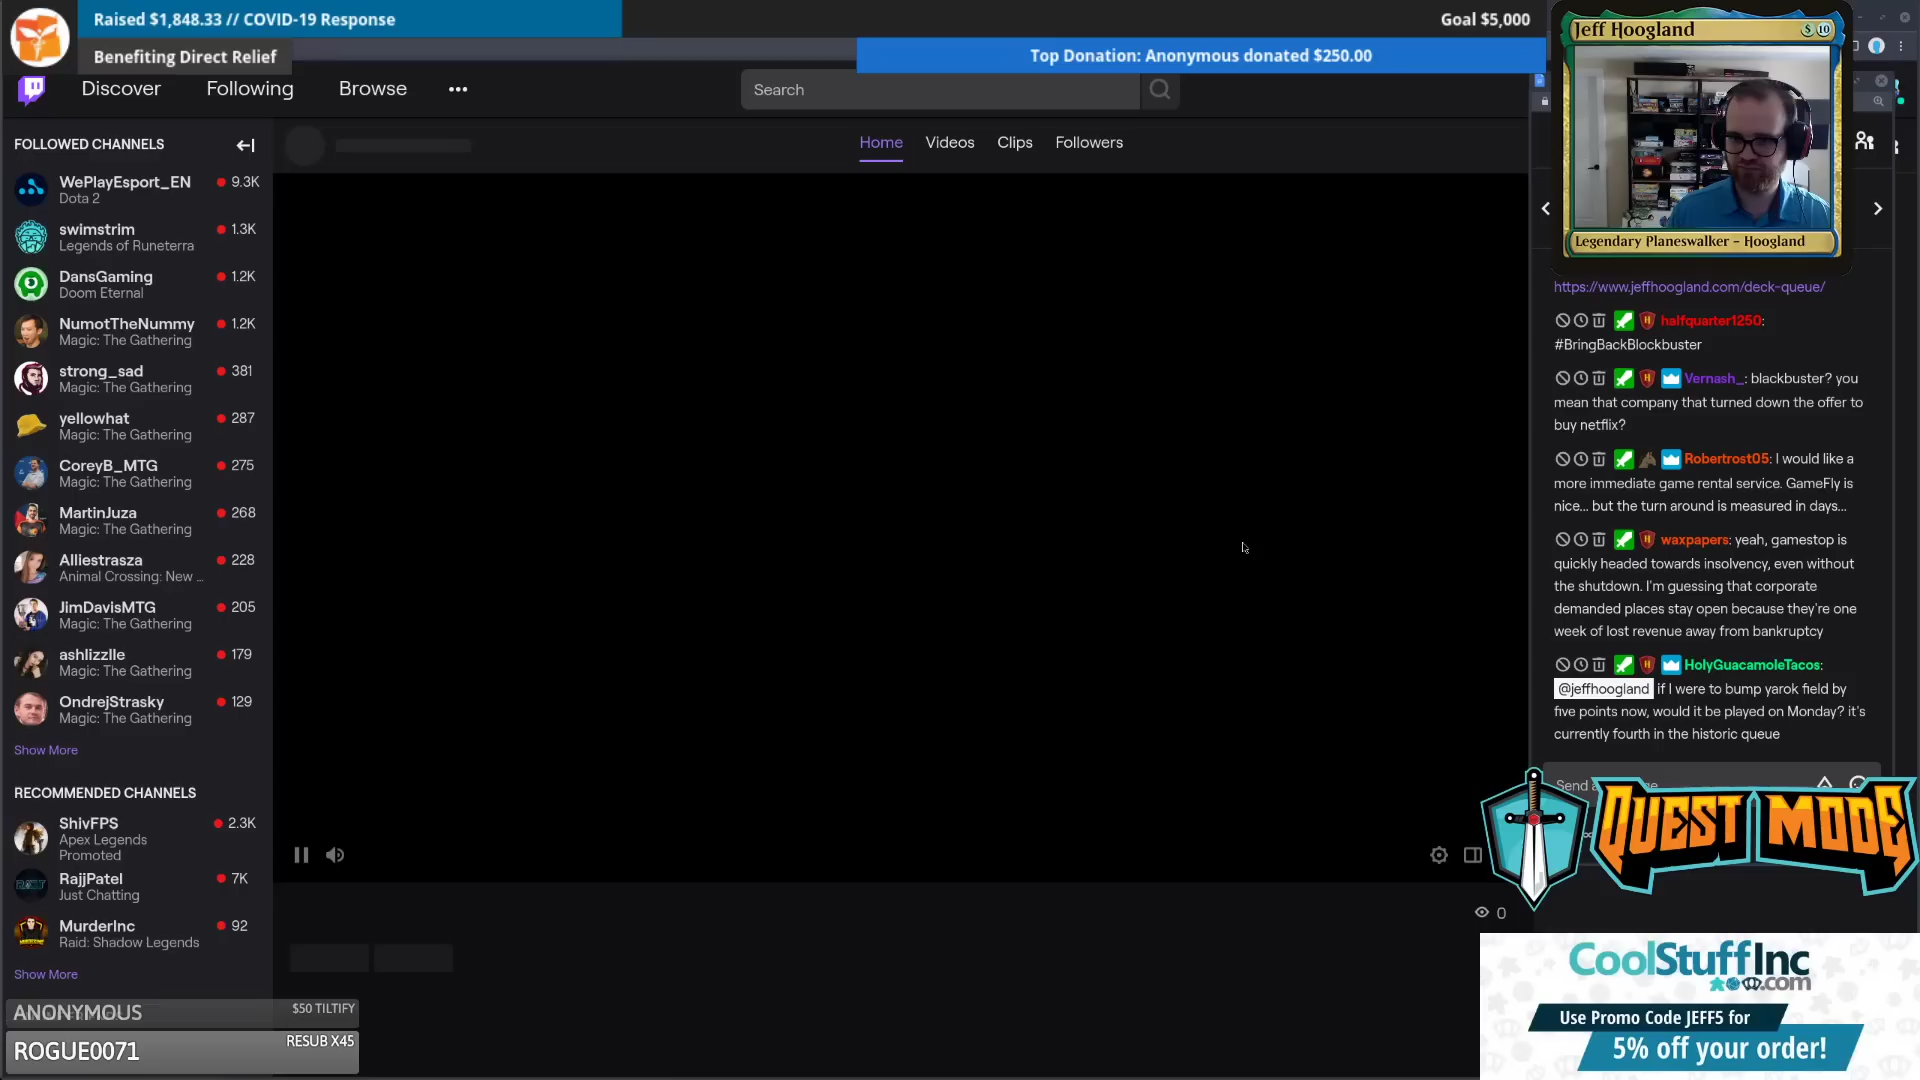 Raised $1,848.33 // COVID-19 Response
Goal $5,000
Benefiting Direct Relief
Top Donation: Anonymous donated $250.00
Jeff Hoogland
10
Legendary Planeswalker - Hoogland
Discover
Following
Browse
Search
Home
Videos
Clips
Followers
FOLLOWED CHANNELS
WePlayEsport_EN
9.3K
Dota 2
swimstrim
1.3K
Legends of Runeterra
DansGaming
1.2K
Doom Eternal
NumotTheNummy
1.2K
Magic: The Gathering
strong_sad
381
Magic: The Gathering
yellowhat
287
Magic: The Gathering
CoreyB_MTG
275
Magic: The Gathering
MartinJuza
268
Magic: The Gathering
Alliestrasza
228
Animal Crossing: New ...
JimDavisMTG
205
Magic: The Gathering
ashlizzlle
179
Magic: The Gathering
OndrejStrasky
129
Magic: The Gathering
Show More
RECOMMENDED CHANNELS
ShivFPS
2.3K
Apex Legends
Promoted
RajjPatel
7K
Just Chatting
MurderInc
92
Raid: Shadow Legends
Show More
ANONYMOUS
$50 TILTIFY
ROGUE0071
RESUB X45
0
https://www.jeffhoogland.com/deck-queue/
halfquarter1250:
#BringBackBlockbuster
Vernash_: blackbuster? you
mean that company that turned down the offer to
buy netflix?
Robertrost05: I would like a
more immediate game rental service. GameFly is
nice... but the turn around is measured in days...
waxpapers: yeah, gamestop is
quickly headed towards insolvency, even without
the shutdown. I'm guessing that corporate
demanded places stay open because they're one
week of lost revenue away from bankruptcy
HolyGuacamoleTacos:
@jeffhoogland if I were to bump yarok field by
five points now, would it be played on Monday? it's
currently fourth in the historic queue
QUEST MODE
CoolStuffInc
.com
Use Promo Code JEFF5 for
5% off your order!